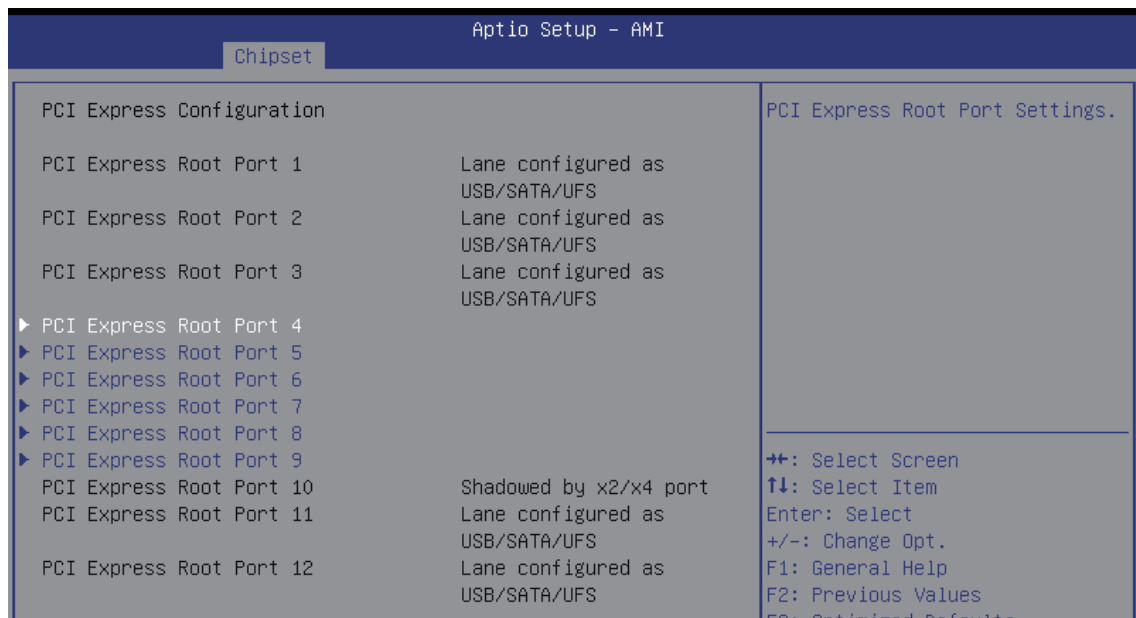 Aptio Setup – AMI
Chipset
PCI Express Configuration
PCI Express Root Port 1 Lane configured as
USB/SATA/UFS
PCI Express Root Port 2 Lane configured as
USB/SATA/UFS
PCI Express Root Port 3 Lane configured as
USB/SATA/UFS
PCI Express Root Port 4
PCI Express Root Port 5
PCI Express Root Port 6
PCI Express Root Port 7
PCI Express Root Port 8
PCI Express Root Port 9
PCI Express Root Port 10 Shadowed by x2/x4 port
PCI Express Root Port 11 Lane configured as
USB/SATA/UFS
PCI Express Root Port 12 Lane configured as
USB/SATA/UFS
PCI Express Root Port Settings.
→←: Select Screen
↑↓: Select Item
Enter: Select
+/-: Change Opt.
F1: General Help
F2: Previous Values